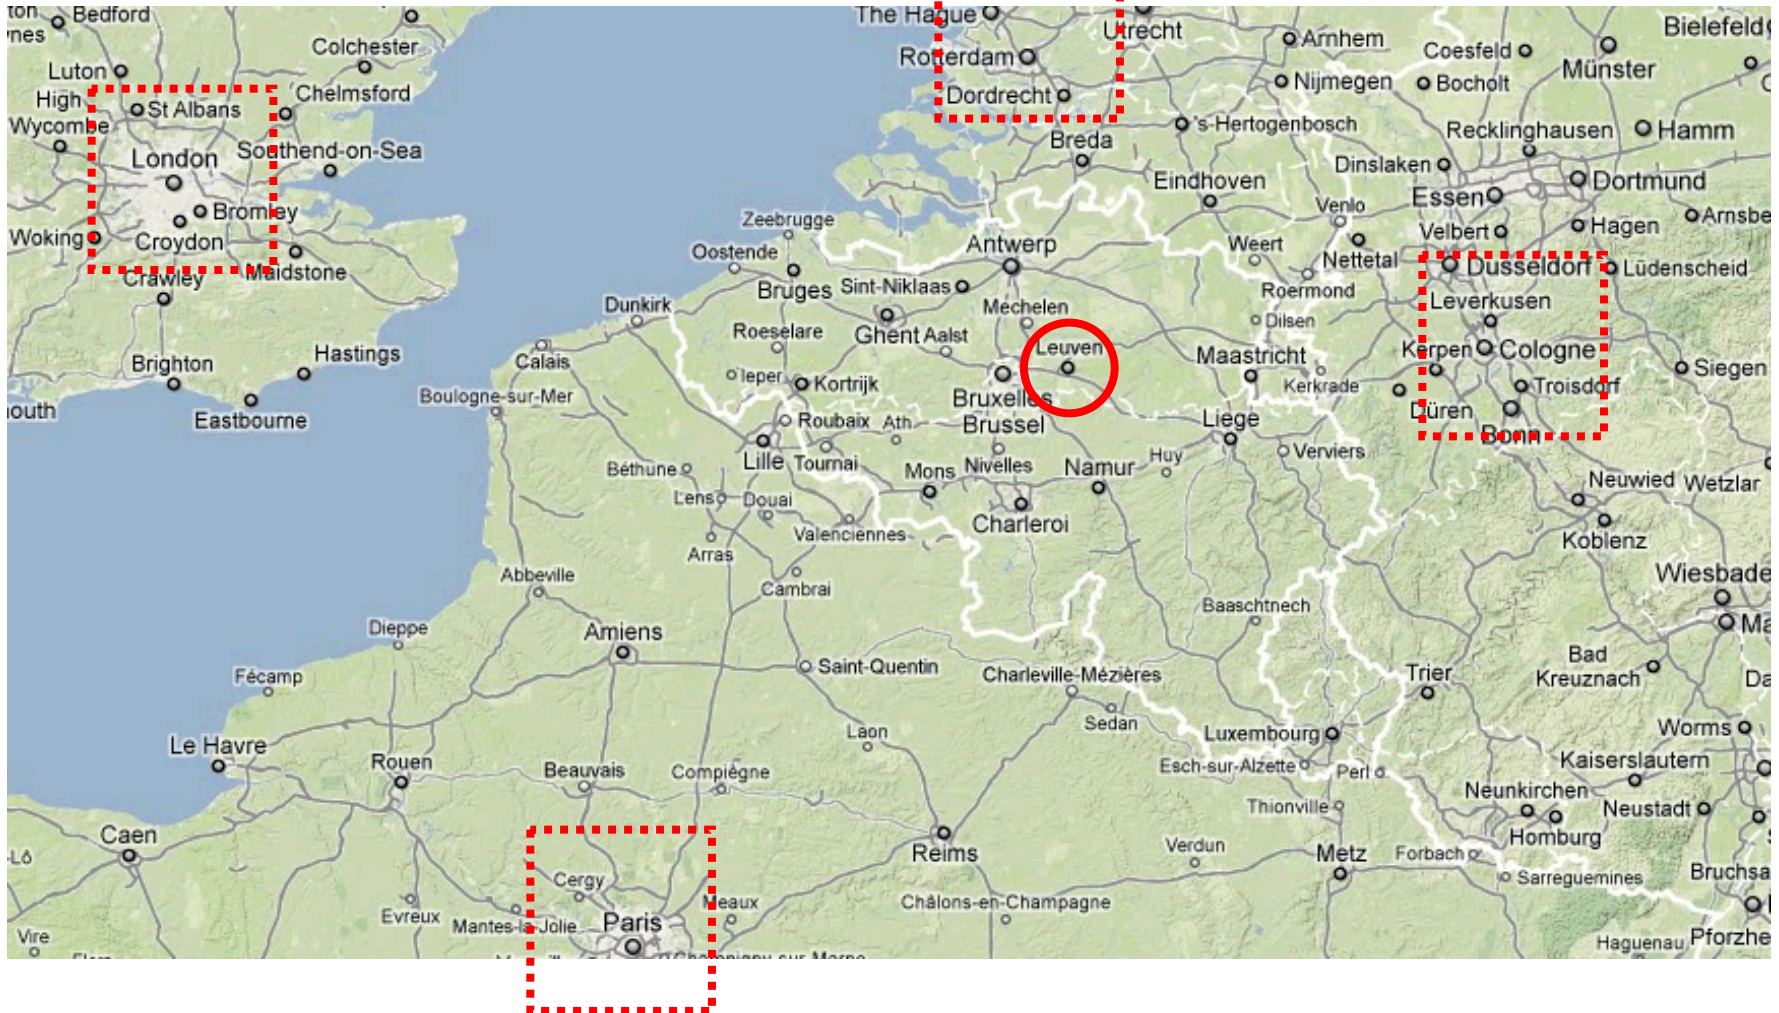 Bedford
The Hague
Utrecht
Bielefeld
Colchester
Arnhem
Coesfeld
Luton
Rotterdam
Münster
High
Wycombe
St Albans
Chelmsford
Dordrecht
Nijmegen
Bocholt
's-Hertogenbosch
Recklinghausen
Hamm
London
Southend-on-Sea
Breda
Dinslaken
Eindhoven
Essen
Dortmund
Bromley
Zeebrugge
Venlo
Arnsbe
Woking
Croydon
Antwerp
Weert
Velbert
Hagen
Oostende
Nettetal
Crawley
Maidstone
Bruges
Sint-Niklaas
Roermond
Dusseldorf
Lüdenscheid
Dunkirk
Mechelen
Leverkusen
Roeselare
Ghent
Aalst
Dilsen
Brighton
Hastings
Calais
Leuven
Maastricht
Kerpen
Cologne
Siegen
Ieper
Kortrijk
Kerkrade
Troisdorf
outh
Eastbourne
Boulogne-sur-Mer
Bruxelles
Brussel
Düren
Roubaix
Ath
Liege
Bonn
Béthune
Lille
Tournai
Mons
Nivelles
Namur
Huy
Verviers
Neuwied
Wetzlar
Lens
Douai
Charleroi
Valenciennes
Arras
Koblenz
Abbeville
Cambrai
Wiesbade
Baaschtnech
Dieppe
Amiens
Ma
Saint-Quentin
Charleville-Mézières
Bad
Kreuznach
Trier
Da
Fécamp
Sedan
Laon
Luxembourg
Worms
Le Havre
Rouen
Beauvais
Compiègne
Esch-sur-Alzette
Perl
Kaiserslautern
Neunkirchen
Thionville
Neustadt
Caen
Homburg
-Lô
Reims
Verdun
Metz
Forbach
Sarreguemines
Bruchsa
Cergy
Meaux
Châlons-en-Champagne
Evreux
Mantes-la-Jolie
Paris
Vire
Haguenau
Pforzhe